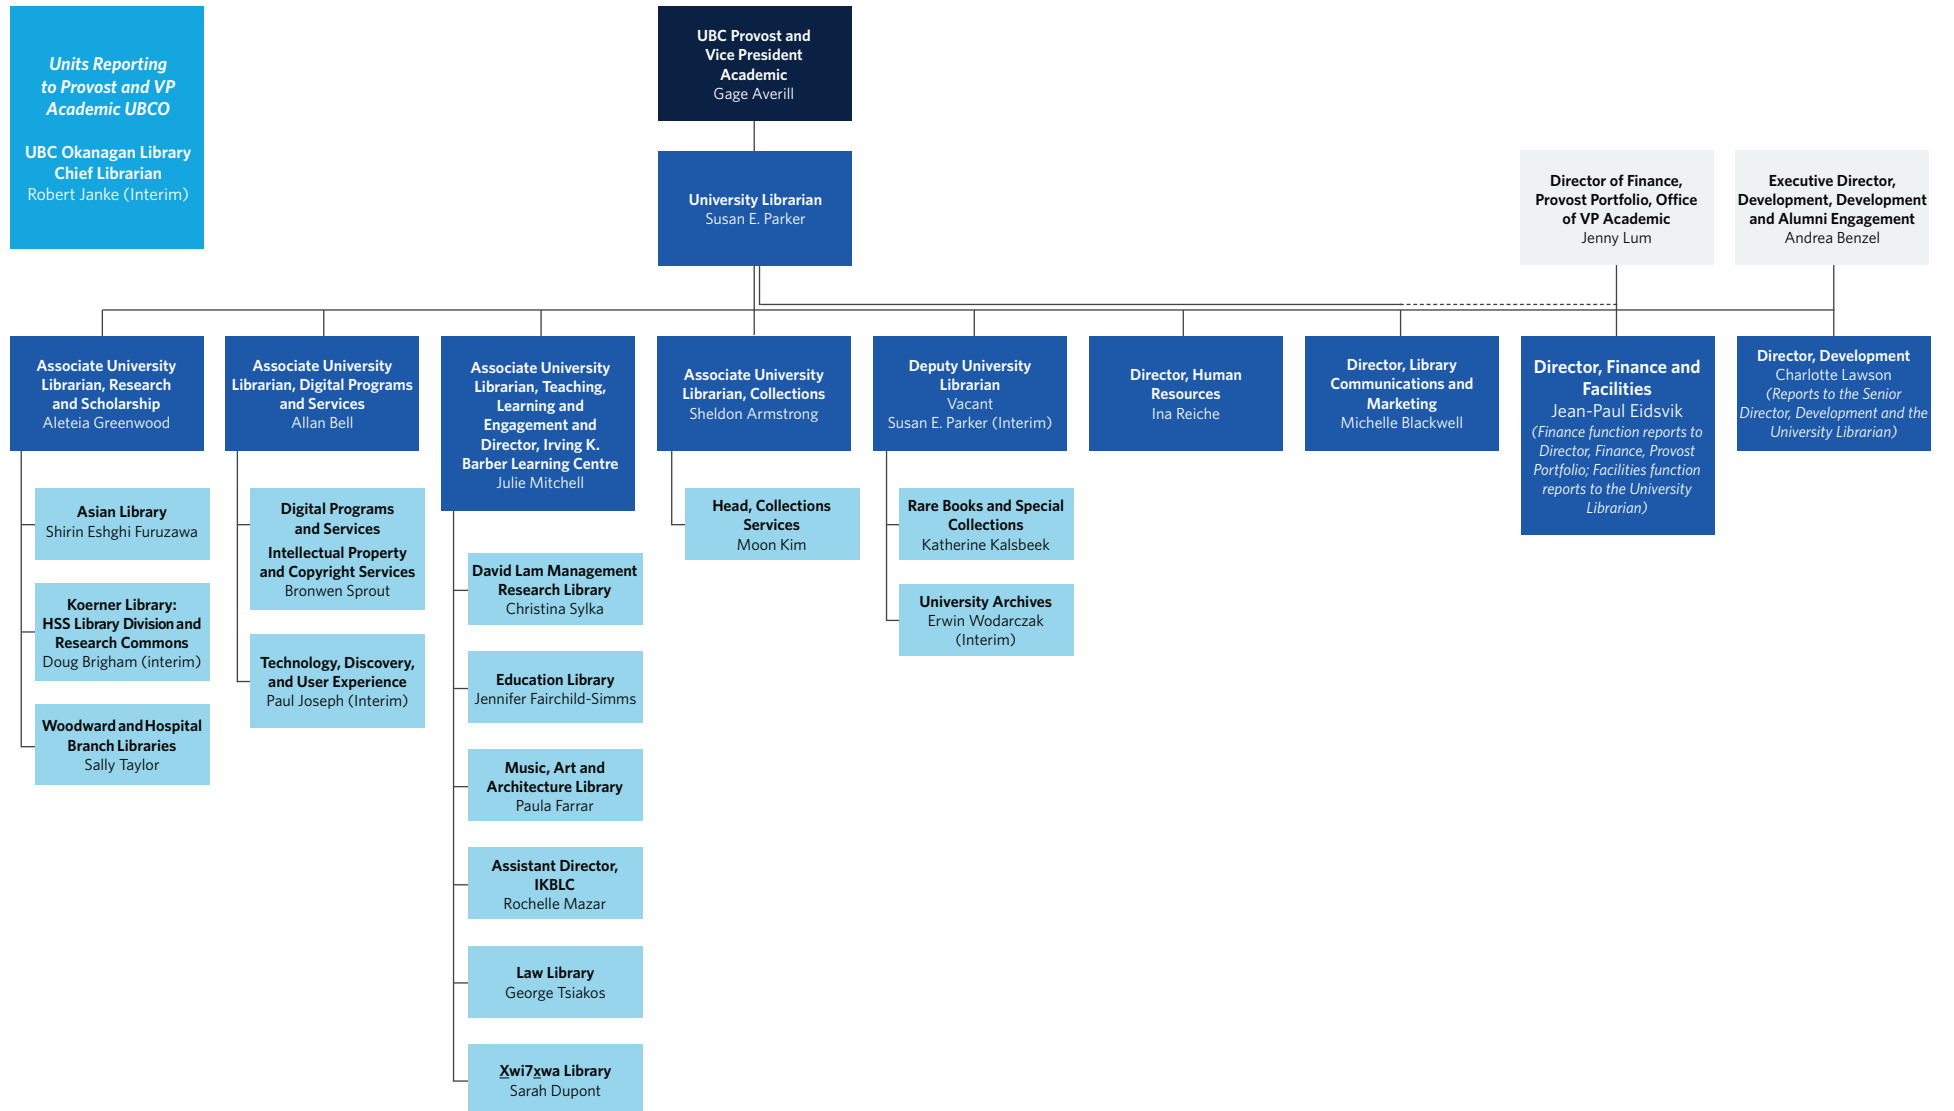 Units Reporting
to Provost and VP
Academic UBCO
UBC Okanagan Library
Chief Librarian
Robert Janke (Interim)
UBC Provost and
Vice President
Academic
Gage Averill
University Librarian
Susan E. Parker
Director of Finance,
Provost Portfolio, Office
of VP Academic
Jenny Lum
Executive Director,
Development, Development
and Alumni Engagement
Andrea Benzel
Associate University
Librarian, Research
and Scholarship
Aleteia Greenwood
Associate University
Librarian, Digital Programs
and Services
Allan Bell
Associate University
Librarian, Teaching,
Learning and
Engagement and
Director, Irving K.
Barber Learning Centre
Julie Mitchell
Associate University
Librarian, Collections
Sheldon Armstrong
Deputy University
Librarian
Vacant
Susan E. Parker (Interim)
Director, Human
Resources
Ina Reiche
Director, Library
Communications and
Marketing
Michelle Blackwell
Director, Finance and
Facilities
Jean-Paul Eidsvik
(Finance function reports to
Director, Finance, Provost
Portfolio; Facilities function
reports to the University
Librarian)
Director, Development
Charlotte Lawson
(Reports to the Senior
Director, Development and the
University Librarian)
Asian Library
Shirin Eshghi Furuzawa
Koerner Library:
HSS Library Division and
Research Commons
Doug Brigham (interim)
Woodward and Hospital
Branch Libraries
Sally Taylor
Digital Programs
and Services
Intellectual Property
and Copyright Services
Bronwen Sprout
Technology, Discovery,
and User Experience
Paul Joseph (Interim)
David Lam Management
Research Library
Christina Sylka
Education Library
Jennifer Fairchild-Simms
Music, Art and
Architecture Library
Paula Farrar
Assistant Director,
IKBLC
Rochelle Mazar
Law Library
George Tsiakos
X̲wi7x̲wa Library
Sarah Dupont
Head, Collections
Services
Moon Kim
Rare Books and Special
Collections
Katherine Kalsbeek
University Archives
Erwin Wodarczak
(Interim)